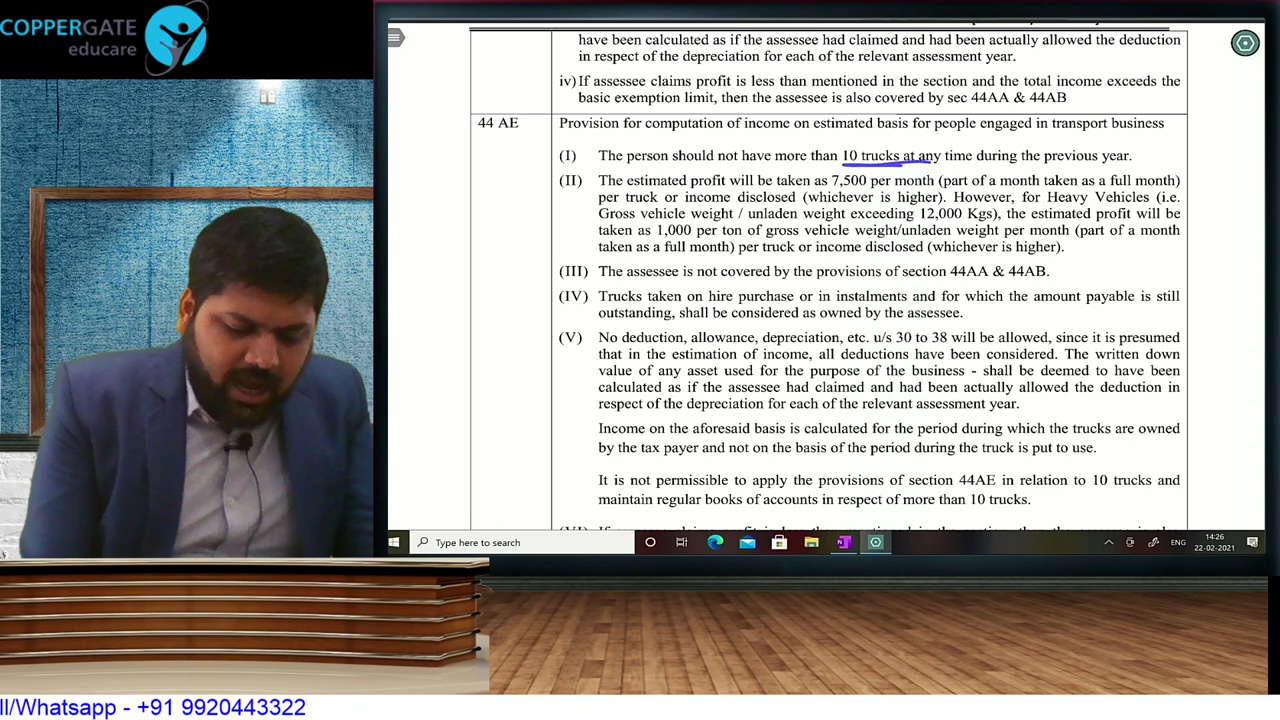 COPPERGATE
educare
have been calculated as if the assessee had claimed and had been actually allowed the deduction
in respect of the depreciation for each of the relevant assessment year.
iv) If assessee claims profit is less than mentioned in the section and the total income exceeds the
basic exemption limit, then the assessee is also covered by sec 44AA & 44AB
44 AE
Provision for computation of income on estimated basis for people engaged in transport business
(I) The person should not have more than 10 trucks at any time during the previous year.
(II) The estimated profit will be taken as 7,500 per month (part of a month taken as a full month)
per truck or income disclosed (whichever is higher). However, for Heavy Vehicles (i.e.
Gross vehicle weight / unladen weight exceeding 12,000 Kgs), the estimated profit will be
taken as 1,000 per ton of gross vehicle weight/unladen weight per month (part of a month
taken as a full month) per truck or income disclosed (whichever is higher).
(III) The assessee is not covered by the provisions of section 44AA & 44AB.
(IV) Trucks taken on hire purchase or in instalments and for which the amount payable is still
outstanding, shall be considered as owned by the assessee.
(V) No deduction, allowance, depreciation, etc. u/s 30 to 38 will be allowed, since it is presumed
that in the estimation of income, all deductions have been considered. The written down
value of any asset used for the purpose of the business - shall be deemed to have been
calculated as if the assessee had claimed and had been actually allowed the deduction in
respect of the depreciation for each of the relevant assessment year.
Income on the aforesaid basis is calculated for the period during which the trucks are owned
by the tax payer and not on the basis of the period during the truck is put to use.
It is not permissible to apply the provisions of section 44AE in relation to 10 trucks and
maintain regular books of accounts in respect of more than 10 trucks.
Type here to search
ENG
14:26
22-02-2021
ll/Whatsapp - +91 9920443322